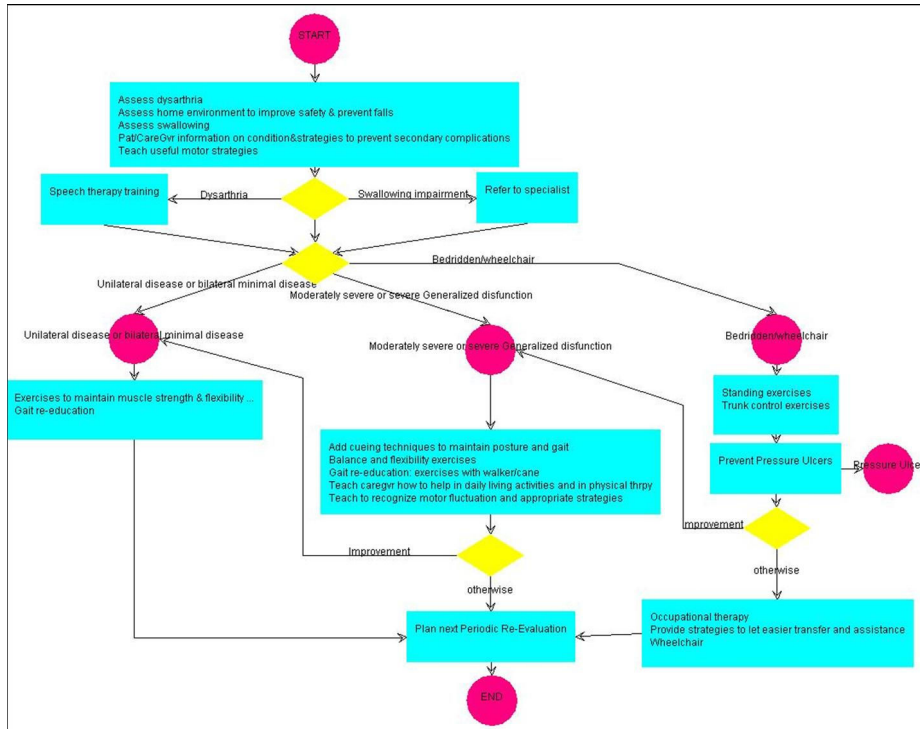 START
Assess dysarthria
Assess home environment to improve safety & prevent falls
Assess swallowing
Pat/CareGvr information on condition&strategies to prevent secondary complications
Teach useful motor strategies
Speech therapy training
Dysarthria
Swallowing impairment
Refer to specialist
Bedridden/wheelchair
Unilateral disease or bilateral minimal disease
Moderately severe or severe Generalized disfunction
Unilateral disease or bilateral minimal disease
Moderately severe or severe Generalized disfunction
Bedridden/wheelchair
Exercises to maintain muscle strength & flexibility ...
Gait re-education
Standing exercises
Trunk control exercises
Add cueing techniques to maintain posture and gait
Balance and flexibility exercises
Gait re-education: exercises with walker/cane
Teach caregvr how to help in daily living activities and in physical thrpy
Teach to recognize motor fluctuation and appropriate strategies
Prevent Pressure Ulcers
Pressure Ulce
mprovement
Improvement
otherwise
otherwise
Plan next Periodic Re-Evaluation
Occupational therapy
Provide strategies to let easier transfer and assistance
Wheelchair
END